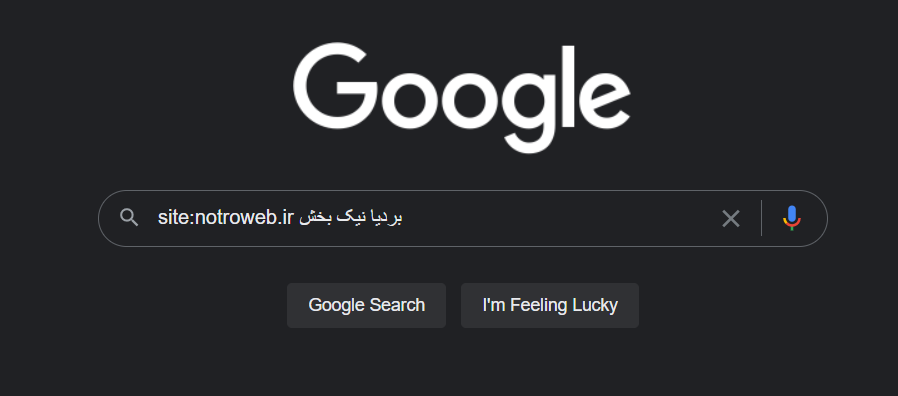 Google
site:notroweb.ir بردیا نیک بخش
Google Search
I'm Feeling Lucky